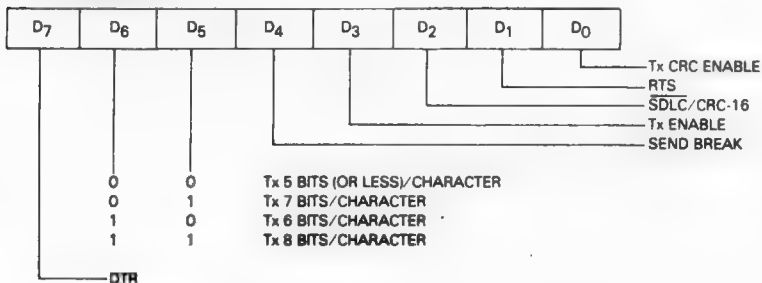 D7 D6 D5 D4 D3 D2 D1 D0
Tx CRC ENABLE
RTS
SDLC/CRC-16
Tx ENABLE
SEND BREAK
0 0 Tx 5 BITS (OR LESS)/CHARACTER
0 1 Tx 7 BITS/CHARACTER
1 0 Tx 6 BITS/CHARACTER
1 1 Tx 8 BITS/CHARACTER
DTR